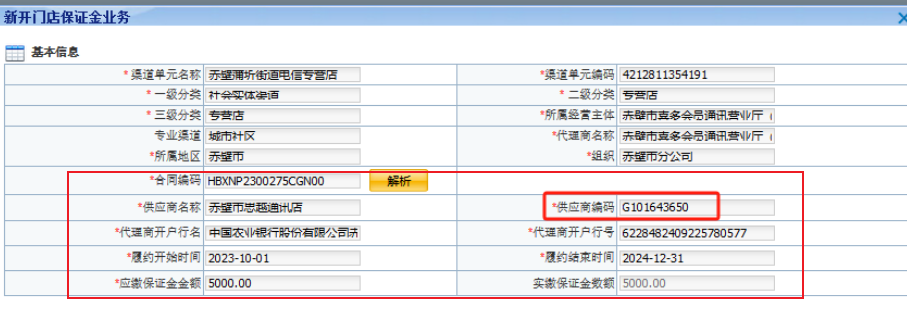 新开门店保证金业务
基本信息
*渠道单元名称 赤壁蒲圻街道电信专营店 *渠道单元编码 4212811354191
*一级分类 社会实体渠道 *二级分类 专营店
*三级分类 专营店 *所属经营主体 赤壁市喜多会员通讯营业厅（
专业渠道 城市社区 *代理商名称 赤壁市喜多会员通讯营业厅（
*所属地区 赤壁市 *组织 赤壁市分公司
*合同编码 HBXNP2300275CGN00 解析
*供应商名称 赤壁市思越通讯店 *供应商编码 G101643650
*代理商开户行名 中国农业银行股份有限公司赤 *代理商开户行号 6228482409225780577
*履约开始时间 2023-10-01 *履约结束时间 2024-12-31
*应缴保证金金额 5000.00 实缴保证金数额 5000.00